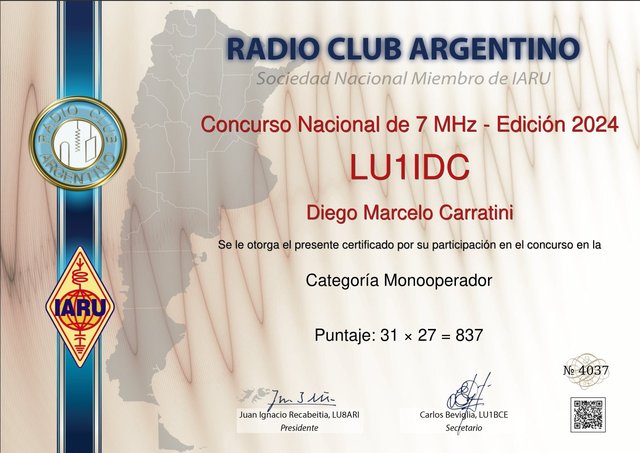 RADIO CLUB ARGENTINO
Sociedad Nacional Miembro de IARU
Concurso Nacional de 7 MHz - Edición 2024
LU1IDC
Diego Marcelo Carratini
Se le otorga el presente certificado por su participación en el concurso en la
Categoría Monooperador
Puntaje: 31 × 27 = 837
RADIO CLUB
ARGENTINO
IARU
№ 4037
Juan Ignacio Recabeitia, LU8ARI
Presidente
Carlos Beviglia, LU1BCE
Secretario